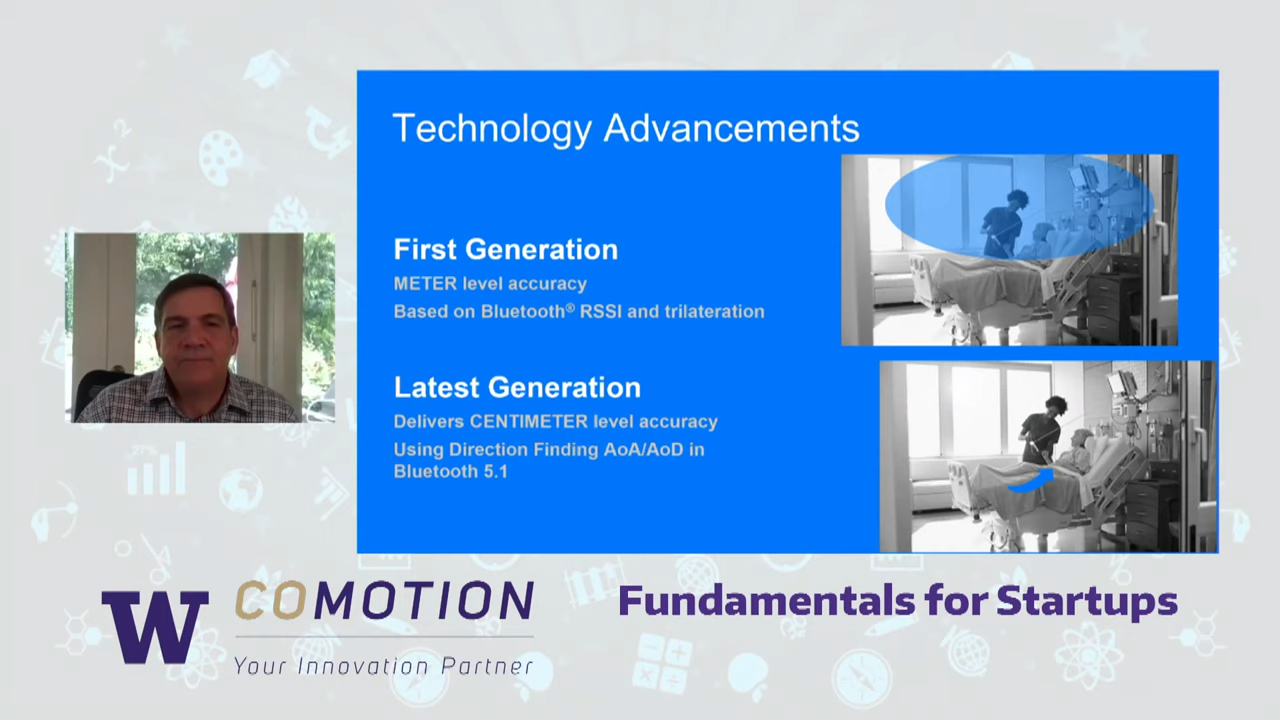 Technology Advancements
First Generation
METER level accuracy
Based on Bluetooth® RSSI and trilateration
Latest Generation
Delivers CENTIMETER level accuracy
Using Direction Finding AoA/AoD in
Bluetooth 5.1
W
COMOTION
Your Innovation Partner
Fundamentals for Startups